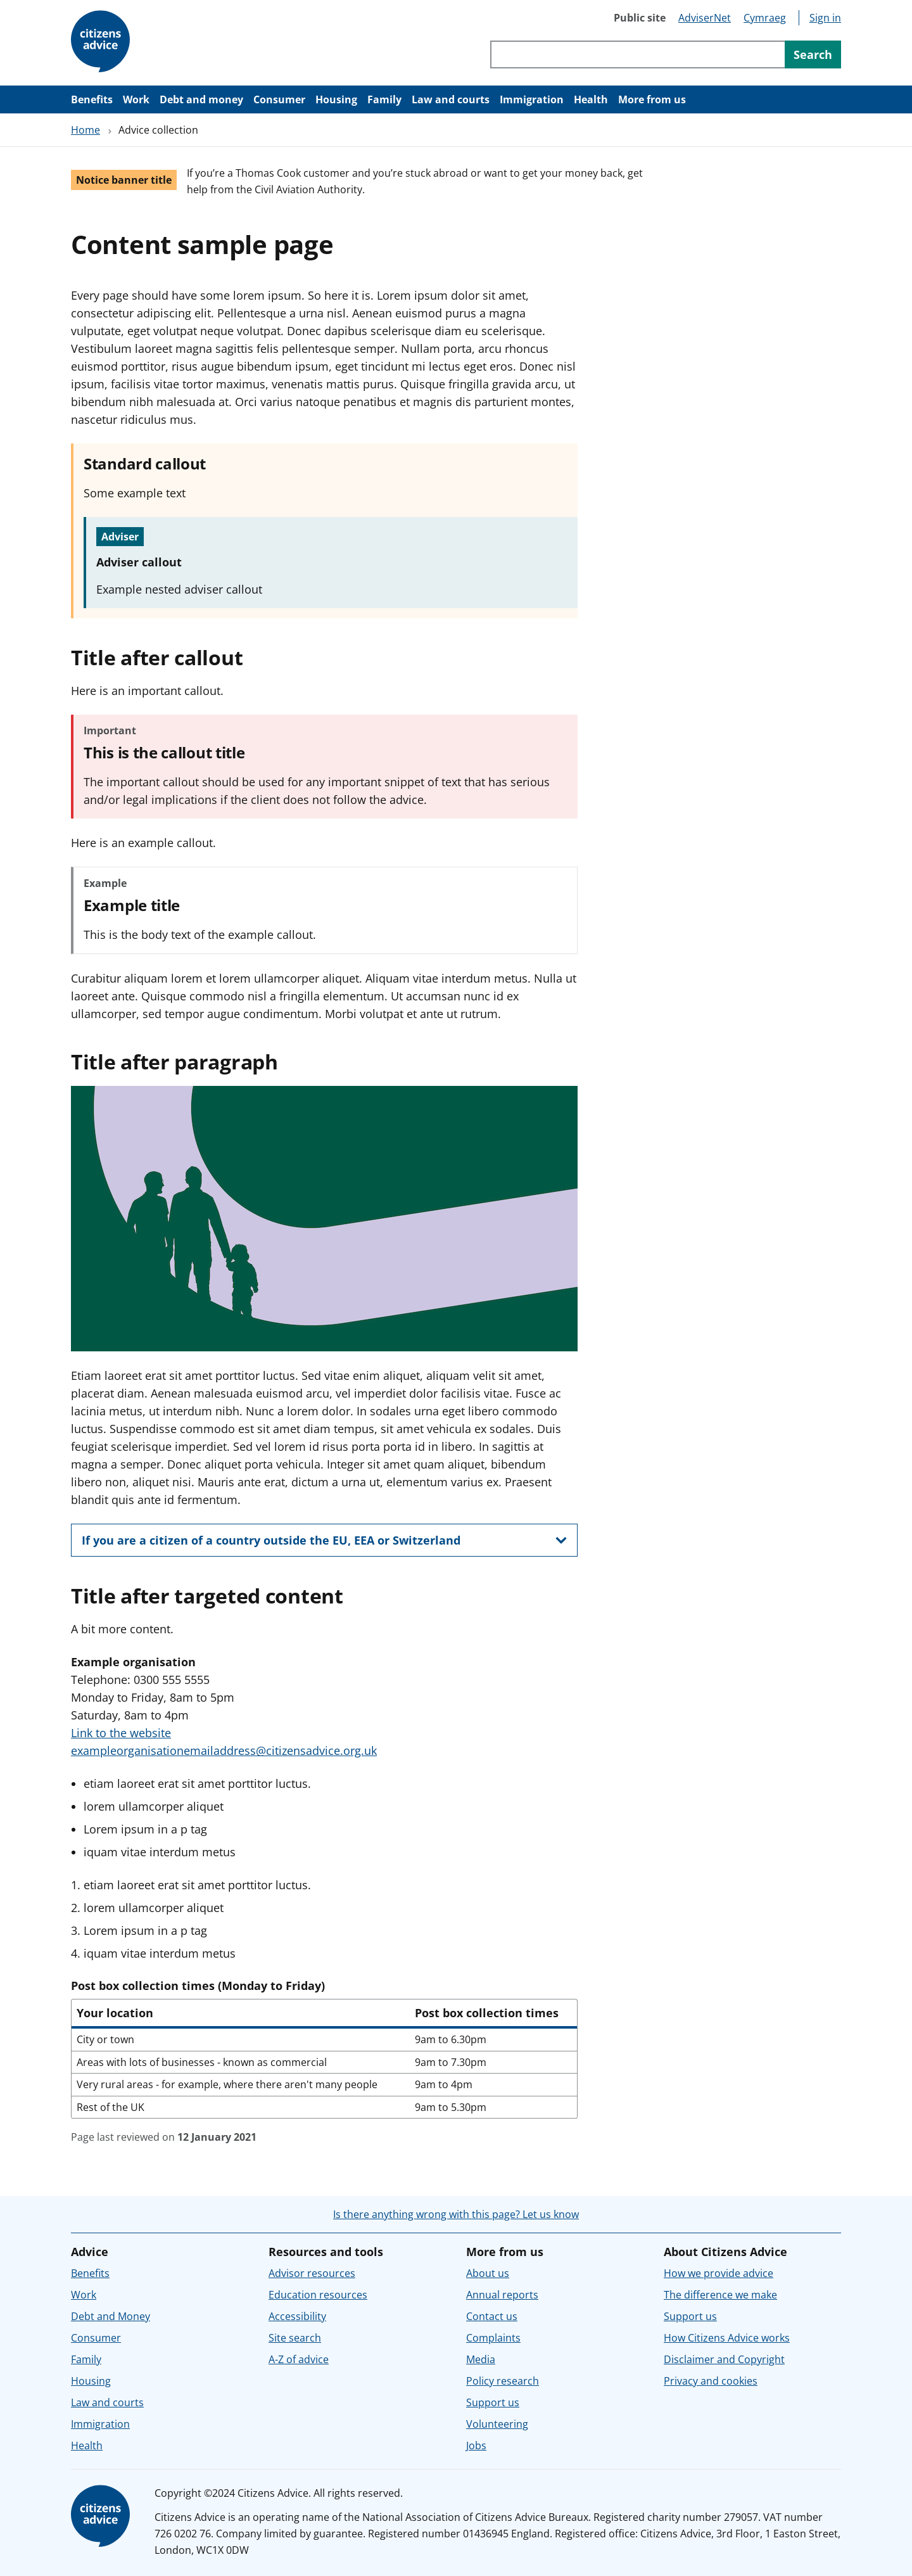 citizens
advice
Public site AdviserNet Cymraeg Sign in
Search
Benefits Work Debt and money Consumer Housing Family Law and courts Immigration Health More from us
Home › Advice collection
Notice banner title
If you’re a Thomas Cook customer and you’re stuck abroad or want to get your money back, get
help from the Civil Aviation Authority.
Content sample page
Every page should have some lorem ipsum. So here it is. Lorem ipsum dolor sit amet,
consectetur adipiscing elit. Pellentesque a urna nisl. Aenean euismod purus a magna
vulputate, eget volutpat neque volutpat. Donec dapibus scelerisque diam eu scelerisque.
Vestibulum laoreet magna sagittis felis pellentesque semper. Nullam porta, arcu rhoncus
euismod porttitor, risus augue bibendum ipsum, eget tincidunt mi lectus eget eros. Donec nisl
ipsum, facilisis vitae tortor maximus, venenatis mattis purus. Quisque fringilla gravida arcu, ut
bibendum nibh malesuada at. Orci varius natoque penatibus et magnis dis parturient montes,
nascetur ridiculus mus.
Standard callout
Some example text
Adviser
Adviser callout
Example nested adviser callout
Title after callout
Here is an important callout.
Important
This is the callout title
The important callout should be used for any important snippet of text that has serious
and/or legal implications if the client does not follow the advice.
Here is an example callout.
Example
Example title
This is the body text of the example callout.
Curabitur aliquam lorem et lorem ullamcorper aliquet. Aliquam vitae interdum metus. Nulla ut
laoreet ante. Quisque commodo nisl a fringilla elementum. Ut accumsan nunc id ex
ullamcorper, sed tempor augue condimentum. Morbi volutpat et ante ut rutrum.
Title after paragraph
Etiam laoreet erat sit amet porttitor luctus. Sed vitae enim aliquet, aliquam velit sit amet,
placerat diam. Aenean malesuada euismod arcu, vel imperdiet dolor facilisis vitae. Fusce ac
lacinia metus, ut interdum nibh. Nunc a lorem dolor. In sodales urna eget libero commodo
luctus. Suspendisse commodo est sit amet diam tempus, sit amet vehicula ex sodales. Duis
feugiat scelerisque imperdiet. Sed vel lorem id risus porta porta id in libero. In sagittis at
magna a semper. Donec aliquet porta vehicula. Integer sit amet quam aliquet, bibendum
libero non, aliquet nisi. Mauris ante erat, dictum a urna ut, elementum varius ex. Praesent
blandit quis ante id fermentum.
If you are a citizen of a country outside the EU, EEA or Switzerland
Title after targeted content
A bit more content.
Example organisation
Telephone: 0300 555 5555
Monday to Friday, 8am to 5pm
Saturday, 8am to 4pm
Link to the website
exampleorganisationemailaddress@citizensadvice.org.uk
• etiam laoreet erat sit amet porttitor luctus.
• lorem ullamcorper aliquet
• Lorem ipsum in a p tag
• iquam vitae interdum metus
1. etiam laoreet erat sit amet porttitor luctus.
2. lorem ullamcorper aliquet
3. Lorem ipsum in a p tag
4. iquam vitae interdum metus
Post box collection times (Monday to Friday)
Your location Post box collection times
City or town 9am to 6.30pm
Areas with lots of businesses - known as commercial 9am to 7.30pm
Very rural areas - for example, where there aren't many people 9am to 4pm
Rest of the UK 9am to 5.30pm
Page last reviewed on 12 January 2021
Is there anything wrong with this page? Let us know
Advice
Benefits
Work
Debt and Money
Consumer
Family
Housing
Law and courts
Immigration
Health
Resources and tools
Advisor resources
Education resources
Accessibility
Site search
A-Z of advice
More from us
About us
Annual reports
Contact us
Complaints
Media
Policy research
Support us
Volunteering
Jobs
About Citizens Advice
How we provide advice
The difference we make
Support us
How Citizens Advice works
Disclaimer and Copyright
Privacy and cookies
citizens
advice
Copyright ©2024 Citizens Advice. All rights reserved.
Citizens Advice is an operating name of the National Association of Citizens Advice Bureaux. Registered charity number 279057. VAT number
726 0202 76. Company limited by guarantee. Registered number 01436945 England. Registered office: Citizens Advice, 3rd Floor, 1 Easton Street,
London, WC1X 0DW